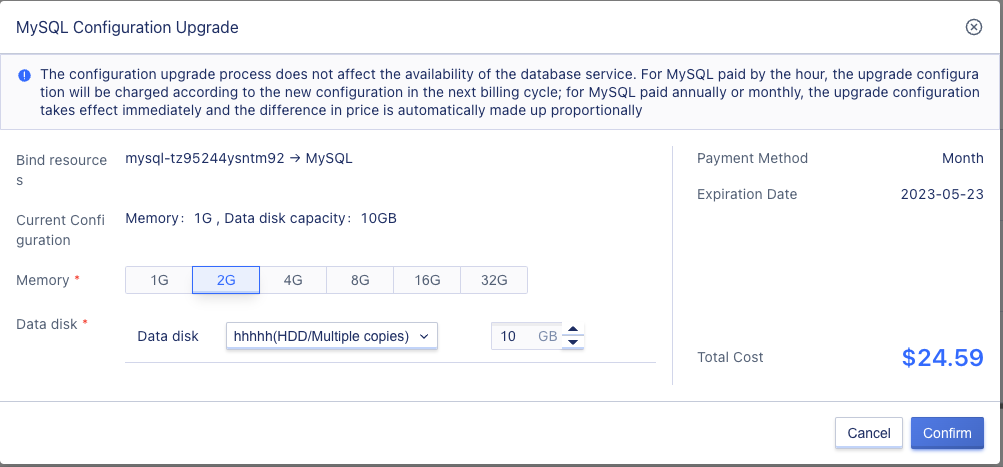 MySQL Configuration Upgrade
The configuration upgrade process does not affect the availability of the database service. For MySQL paid by the hour, the upgrade configura
tion will be charged according to the new configuration in the next billing cycle; for MySQL paid annually or monthly, the upgrade configuration
takes effect immediately and the difference in price is automatically made up proportionally
Bind resource
s
mysql-tz95244ysntm92 → MySQL
Current Confi
guration
Memory： 1G , Data disk capacity： 10GB
Memory *
1G 2G 4G 8G 16G 32G
Data disk *
Data disk hhhhh(HDD/Multiple copies) 10 GB
Payment Method Month
Expiration Date 2023-05-23
Total Cost $24.59
Cancel Confirm